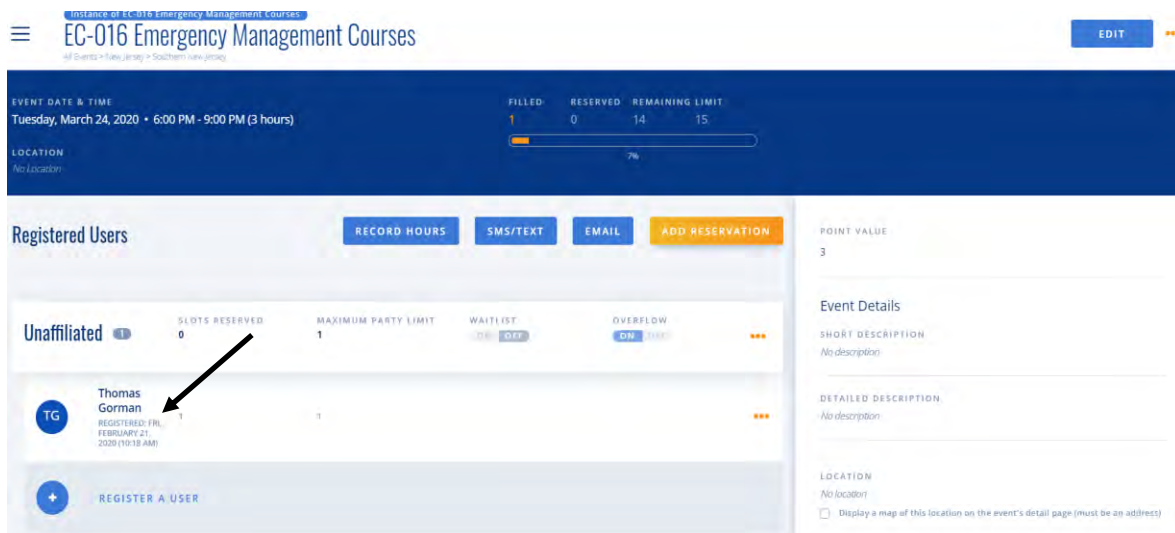 Instance of EC-016 Emergency Management Courses
EC-016 Emergency Management Courses
All Events > New Jersey > Southern New Jersey
EDIT
EVENT DATE & TIME
Tuesday, March 24, 2020 • 6:00 PM - 9:00 PM (3 hours)
LOCATION
No Location
FILLED RESERVED REMAINING LIMIT
1 0 14 15
7%
Registered Users
RECORD HOURS SMS/TEXT EMAIL ADD RESERVATION
Unaffiliated 1
SLOTS RESERVED MAXIMUM PARTY LIMIT WAITLIST OVERFLOW
0 1 ON OFF ON OFF
TG
Thomas
Gorman
REGISTERED: FRI,
FEBRUARY 21,
2020 (10:18 AM)
1 1
+ REGISTER A USER
POINT VALUE
3
Event Details
SHORT DESCRIPTION
No description
DETAILED DESCRIPTION
No description
LOCATION
No location
Display a map of this location on the event's detail page (must be an address)